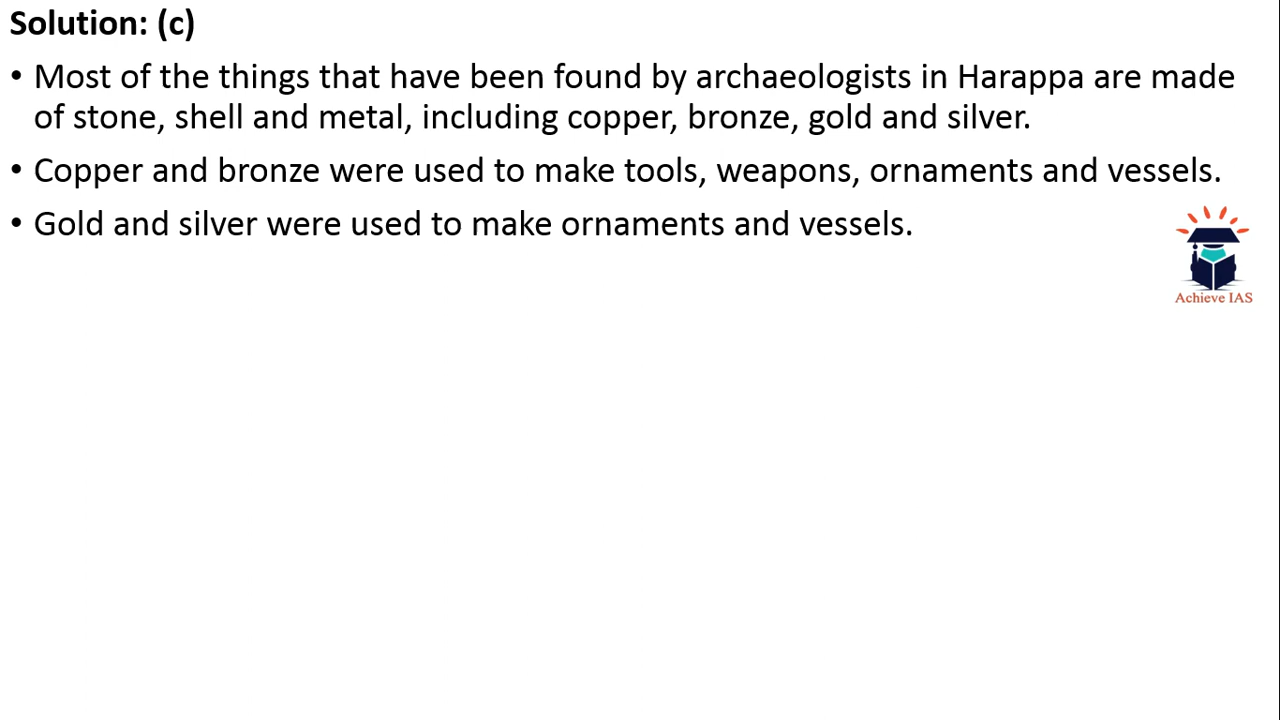 Solution: (c)
• Most of the things that have been found by archaeologists in Harappa are made
of stone, shell and metal, including copper, bronze, gold and silver.
• Copper and bronze were used to make tools, weapons, ornaments and vessels.
• Gold and silver were used to make ornaments and vessels.
Achieve IAS